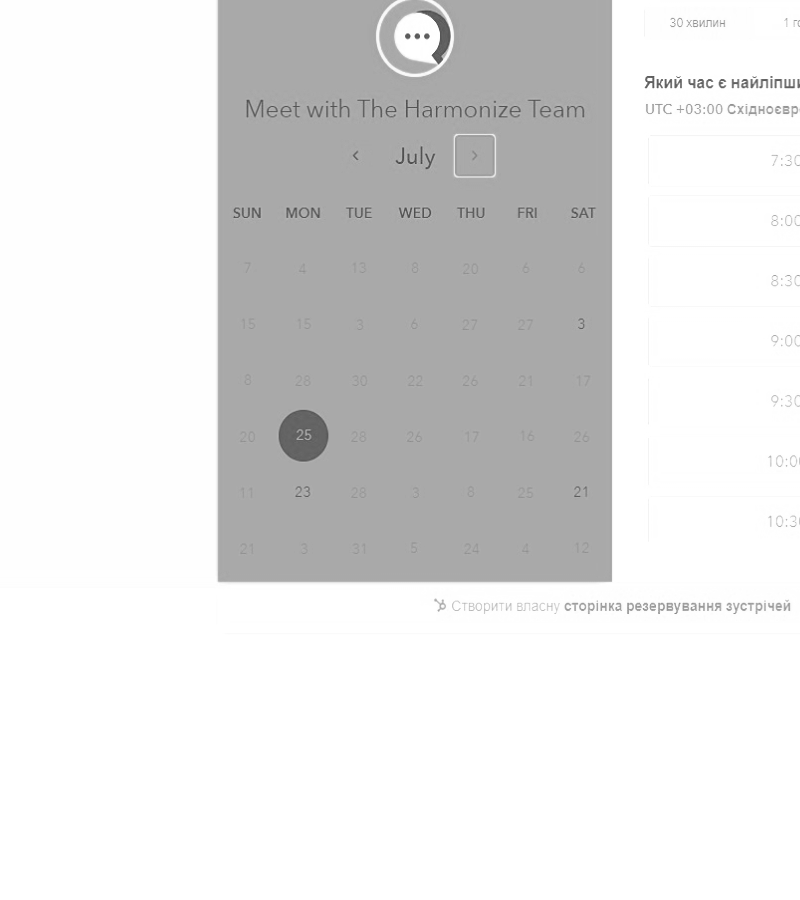 30 хвилин
Meet with The Harmonize Team
July
SUN MON TUE WED THU FRI SAT
7 4 13 8 20 6 6
15 15 3 6 27 27 3
8 28 30 22 26 21 17
20 25 28 26 17 16 26
11 23 28 3 8 25 21
21 3 31 5 24 4 12
Який час є
UTC +03:00
7:30
8:00
8:30
9:00
9:30
10:00
10:30
Створити власну сторінка резервування зустрічей